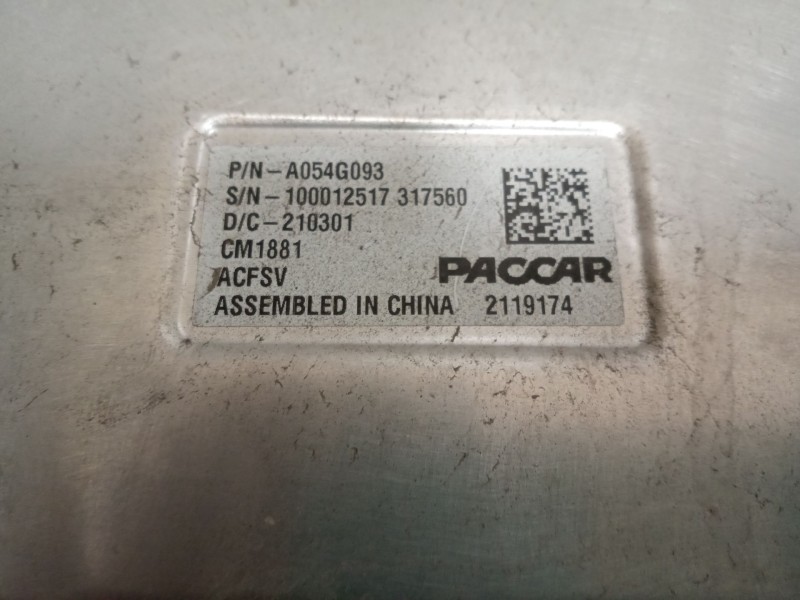 P/N-A054G093
S/N-100012517 317560
D/C-210301
CM1881
ACFSV
PACCAR
ASSEMBLED IN CHINA 2119174